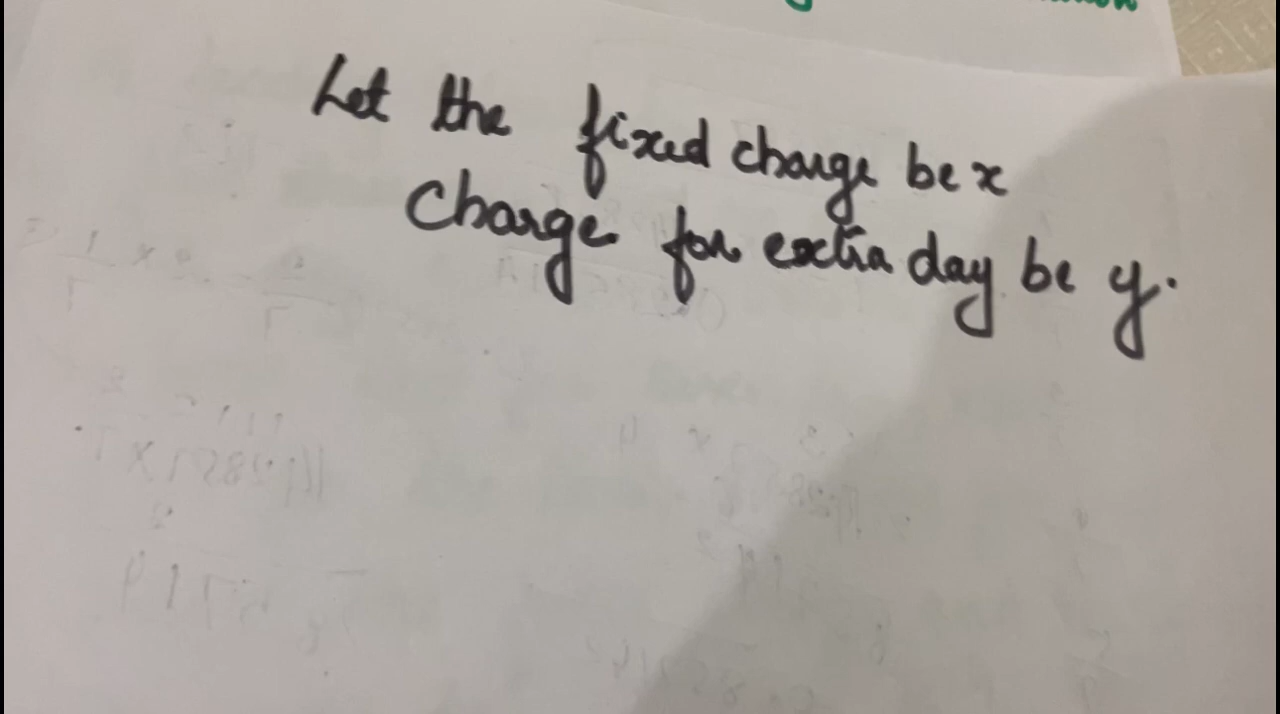 Let the fixed charge be x
Charge for extra day be y.